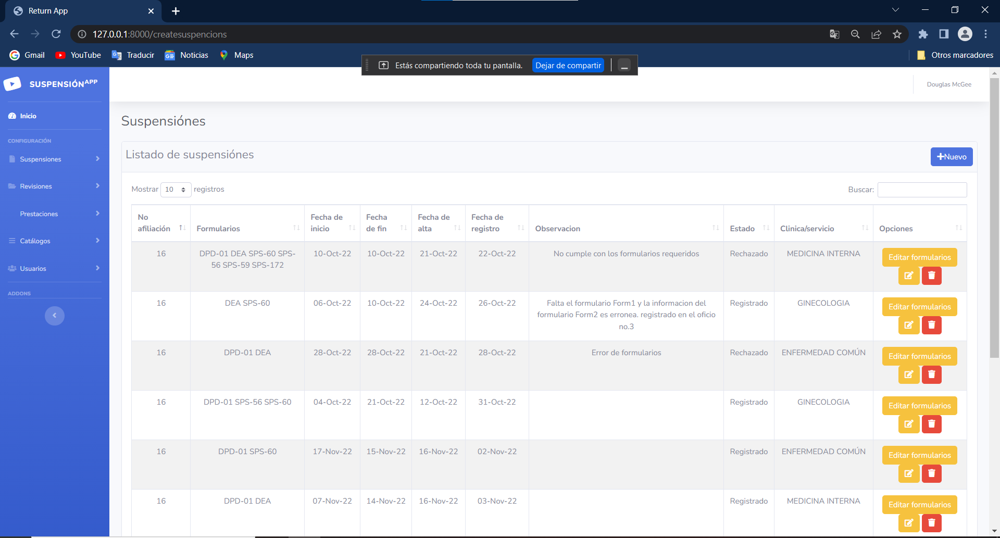 Return App
127.0.0.1:8000/createsuspencions
Gmail
YouTube
Traducir
Noticias
Maps
Otros marcadores
Estás compartiendo toda tu pantalla.
Dejar de compartir
SUSPENSIÓN APP
Douglas McGee
Inicio
CONFIGURACIÓN
Suspensiones
Revisiones
Prestaciones
Catálogos
Usuarios
ADDONS
Suspensiónes
Listado de suspensiónes
Nuevo
Mostrar 10 registros
Buscar:
No afiliación
Formularios
Fecha de inicio
Fecha de fin
Fecha de alta
Fecha de registro
Observacion
Estado
Clinica/servicio
Opciones
16
DPD-01 DEA SPS-60 SPS-
56 SPS-59 SPS-172
10-Oct-22
10-Oct-22
21-Oct-22
22-Oct-22
No cumple con los formularios requeridos
Rechazado
MEDICINA INTERNA
Editar formularios
16
DEA SPS-60
06-Oct-22
10-Oct-22
24-Oct-22
26-Oct-22
Falta el formulario Form1 y la informacion del
formulario Form2 es erronea. registrado en el oficio
no.3
Registrado
GINECOLOGIA
Editar formularios
16
DPD-01 DEA
28-Oct-22
28-Oct-22
21-Oct-22
28-Oct-22
Error de formularios
Rechazado
ENFERMEDAD COMÚN
Editar formularios
16
DPD-01 SPS-56 SPS-60
04-Oct-22
21-Oct-22
12-Oct-22
31-Oct-22
Registrado
GINECOLOGIA
Editar formularios
16
DPD-01 SPS-60
17-Nov-22
15-Nov-22
16-Nov-22
02-Nov-22
Registrado
ENFERMEDAD COMÚN
Editar formularios
16
DPD-01 DEA
07-Nov-22
14-Nov-22
16-Nov-22
03-Nov-22
Registrado
MEDICINA INTERNA
Editar formularios